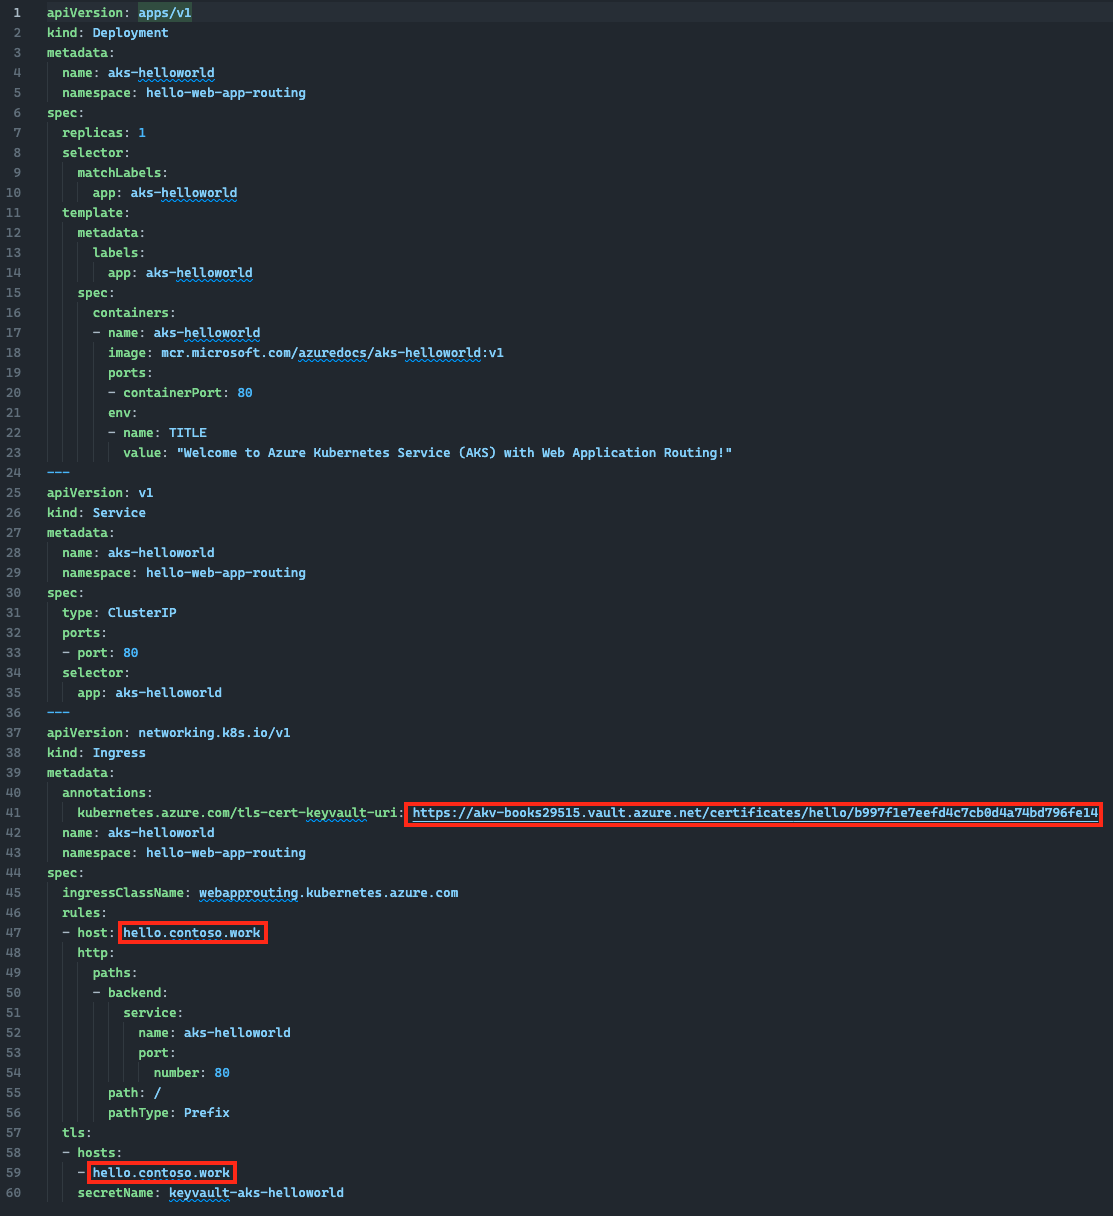 1 apiVersion: apps/v1
2 kind: Deployment
3 metadata:
4   name: aks-helloworld
5   namespace: hello-web-app-routing
6 spec:
7   replicas: 1
8   selector:
9     matchLabels:
10       app: aks-helloworld
11   template:
12     metadata:
13       labels:
14         app: aks-helloworld
15     spec:
16       containers:
17       - name: aks-helloworld
18         image: mcr.microsoft.com/azuredocs/aks-helloworld:v1
19         ports:
20         - containerPort: 80
21         env:
22         - name: TITLE
23           value: "Welcome to Azure Kubernetes Service (AKS) with Web Application Routing!"
24 ---
25 apiVersion: v1
26 kind: Service
27 metadata:
28   name: aks-helloworld
29   namespace: hello-web-app-routing
30 spec:
31   type: ClusterIP
32   ports:
33   - port: 80
34   selector:
35     app: aks-helloworld
36 ---
37 apiVersion: networking.k8s.io/v1
38 kind: Ingress
39 metadata:
40   annotations:
41     kubernetes.azure.com/tls-cert-keyvault-uri: https://akv-books29515.vault.azure.net/certificates/hello/b997f1e7eefd4c7cb0d4a74bd796fe14
42   name: aks-helloworld
43   namespace: hello-web-app-routing
44 spec:
45   ingressClassName: webapprouting.kubernetes.azure.com
46   rules:
47   - host: hello.contoso.work
48     http:
49       paths:
50       - backend:
51           service:
52             name: aks-helloworld
53             port:
54               number: 80
55         path: /
56         pathType: Prefix
57   tls:
58   - hosts:
59     - hello.contoso.work
60     secretName: keyvault-aks-helloworld